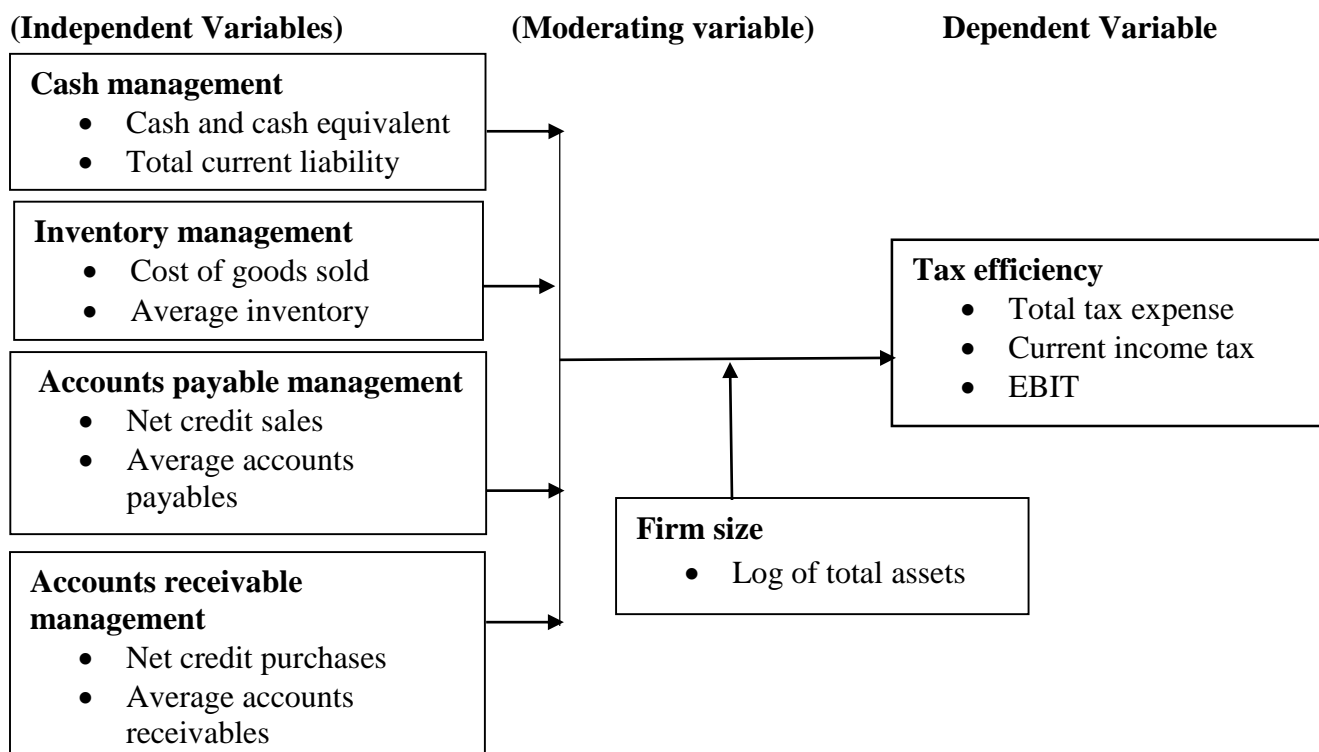 (Independent Variables) (Moderating variable) Dependent Variable
Cash management
• Cash and cash equivalent
• Total current liability
Inventory management
• Cost of goods sold
• Average inventory
Accounts payable management
• Net credit sales
• Average accounts
payables
Accounts receivable
management
• Net credit purchases
• Average accounts
receivables
Firm size
• Log of total assets
Tax efficiency
• Total tax expense
• Current income tax
• EBIT